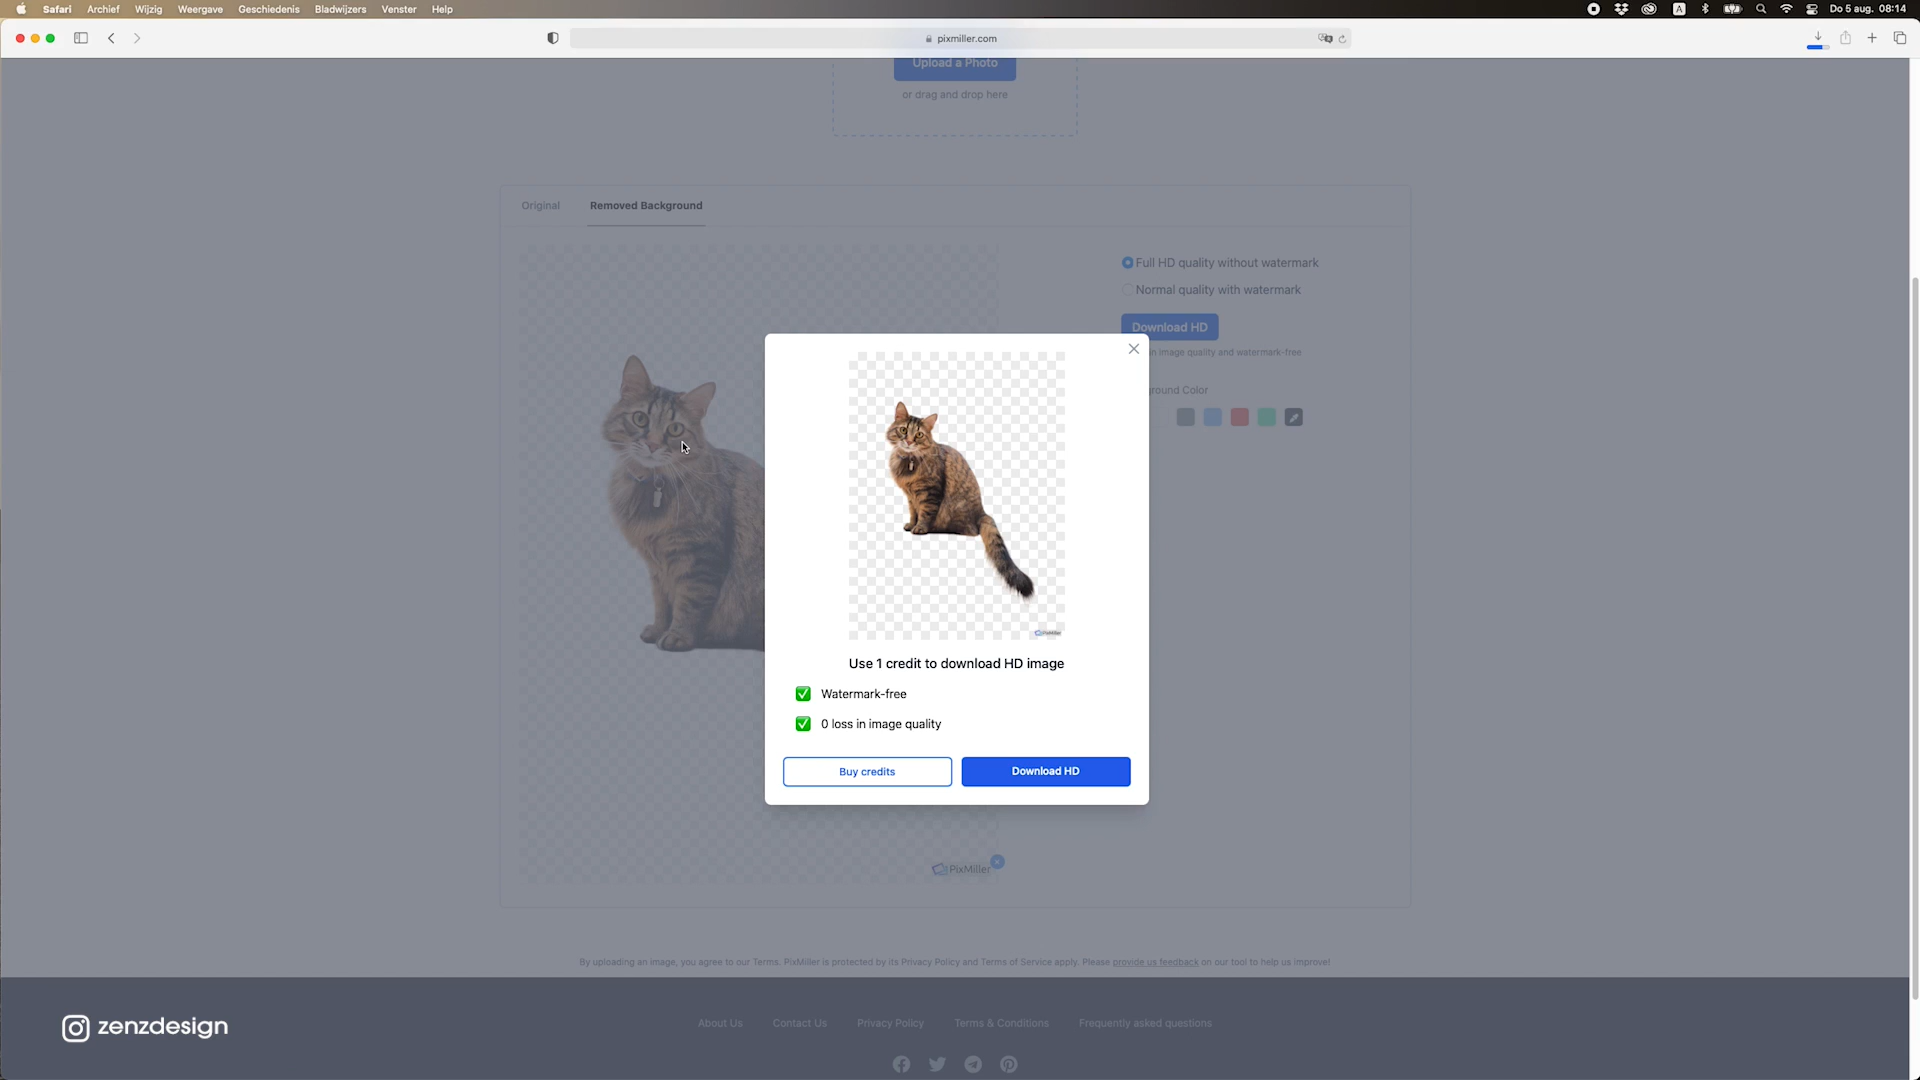 Safari Archief Wijzig Weergave Geschiedenis Bladwijzers Venster Help
A
Do 5 aug. 08:14
pixmiller.com
Upload a Photo
or drag and drop here
Original Removed Background
Full HD quality without watermark
Normal quality with watermark
Download HD
in image quality and watermark-free
ground Color
Use 1 credit to download HD image
Watermark-free
0 loss in image quality
Buy credits Download HD
PixMiller
By uploading an image, you agree to our Terms. PixMiller is protected by its Privacy Policy and Terms of Service apply. Please provide us feedback on our tool to help us improve!
zenzdesign
About Us Contact Us Privacy Policy Terms & Conditions Frequently asked questions